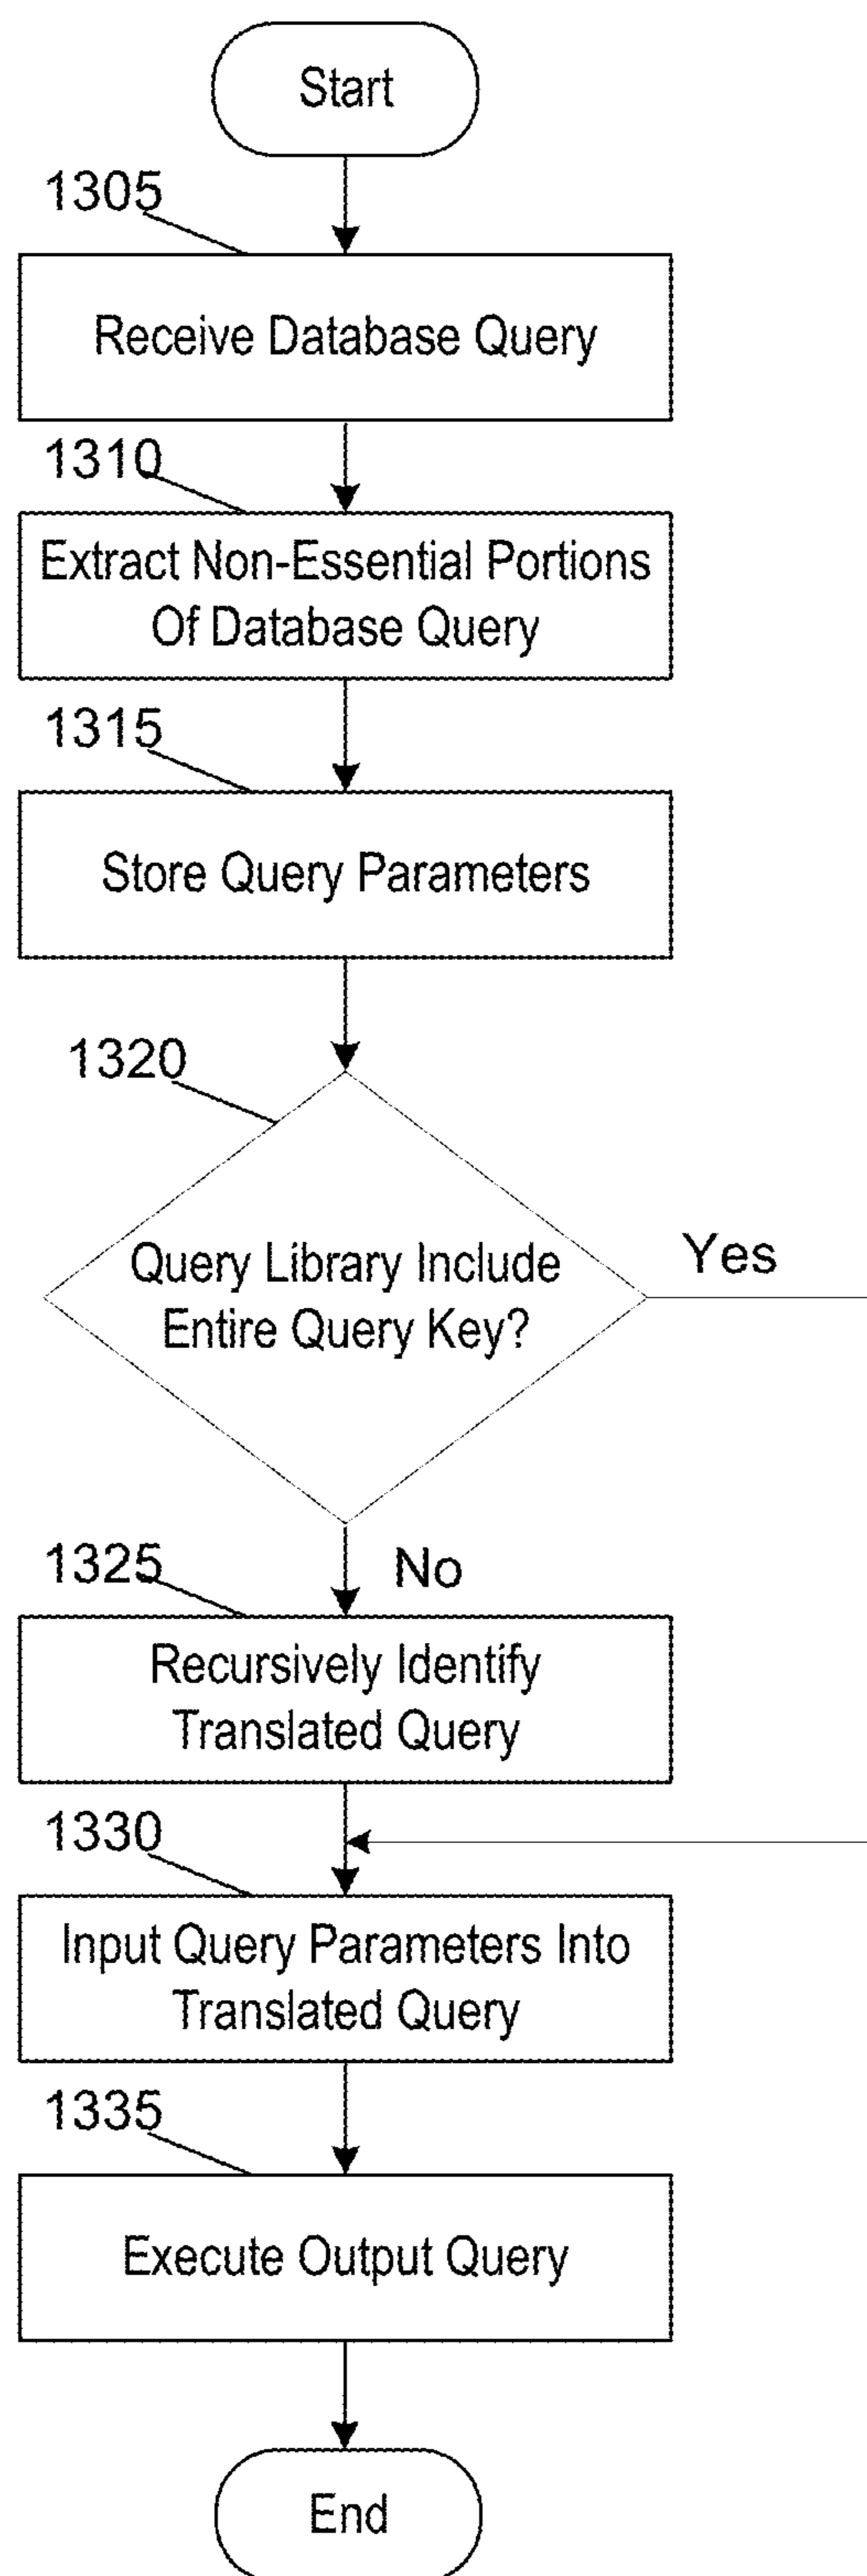 Start
1305
Receive Database Query
1310
Extract Non-Essential Portions
Of Database Query
1315
Store Query Parameters
1320
Query Library Include
Entire Query Key?
Yes
No
1325
Recursively Identify
Translated Query
1330
Input Query Parameters Into
Translated Query
1335
Execute Output Query
End